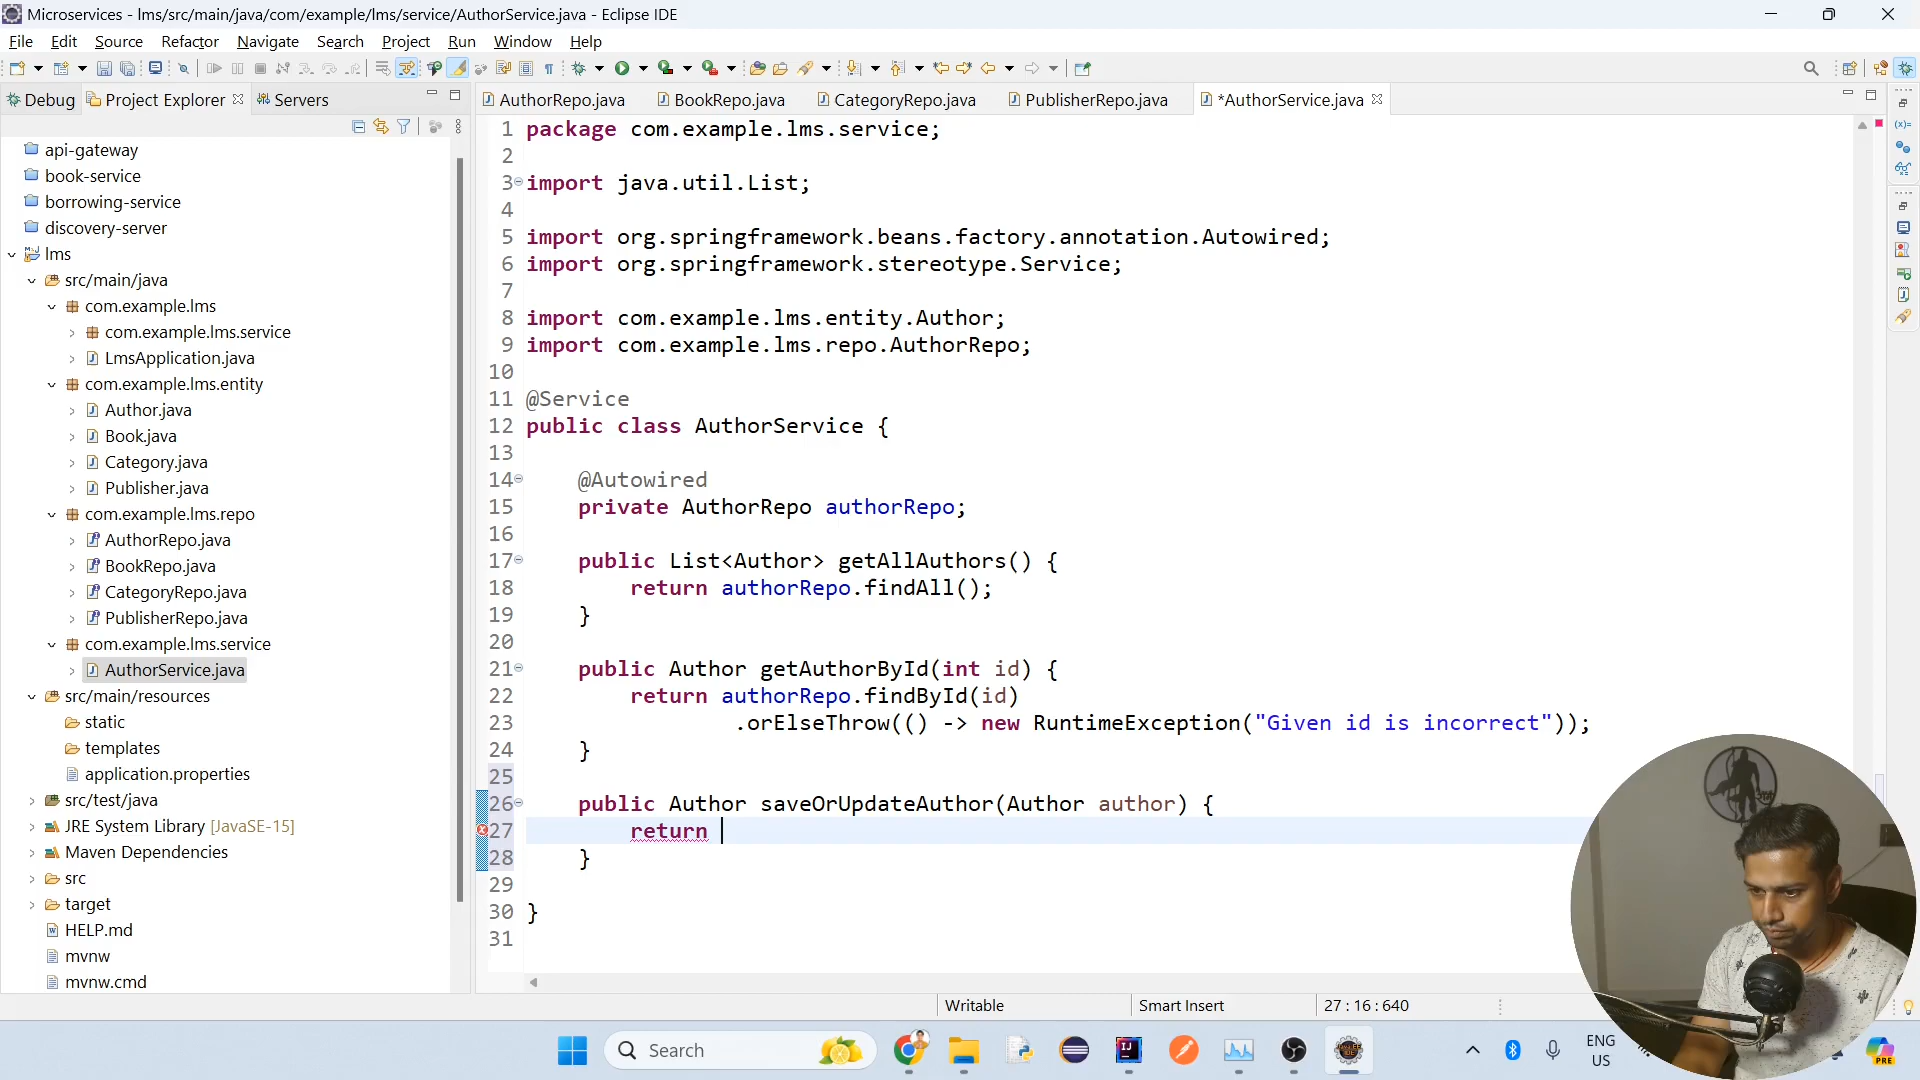 Microservices - lms/src/main/java/com/example/lms/service/AuthorService.java - Eclipse IDE
File Edit Source Refactor Navigate Search Project Run Window Help
Debug Project Explorer Servers
AuthorRepo.java BookRepo.java CategoryRepo.java PublisherRepo.java *AuthorService.java
api-gateway
book-service
borrowing-service
discovery-server
lms
src/main/java
com.example.lms
com.example.lms.service
LmsApplication.java
com.example.lms.entity
Author.java
Book.java
Category.java
Publisher.java
com.example.lms.repo
AuthorRepo.java
BookRepo.java
CategoryRepo.java
PublisherRepo.java
com.example.lms.service
AuthorService.java
src/main/resources
static
templates
application.properties
src/test/java
JRE System Library [JavaSE-15]
Maven Dependencies
src
target
HELP.md
mvnw
mvnw.cmd
1 package com.example.lms.service;
2
3 import java.util.List;
4
5 import org.springframework.beans.factory.annotation.Autowired;
6 import org.springframework.stereotype.Service;
7
8 import com.example.lms.entity.Author;
9 import com.example.lms.repo.AuthorRepo;
10
11 @Service
12 public class AuthorService {
13
14 @Autowired
15 private AuthorRepo authorRepo;
16
17 public List<Author> getAllAuthors() {
18 return authorRepo.findAll();
19 }
20
21 public Author getAuthorById(int id) {
22 return authorRepo.findById(id)
23 .orElseThrow(() -> new RuntimeException("Given id is incorrect"));
24 }
25
26 public Author saveOrUpdateAuthor(Author author) {
27 return
28 }
29
30 }
31
Writable Smart Insert 27 : 16 : 640
Search
ENG
US
PRE